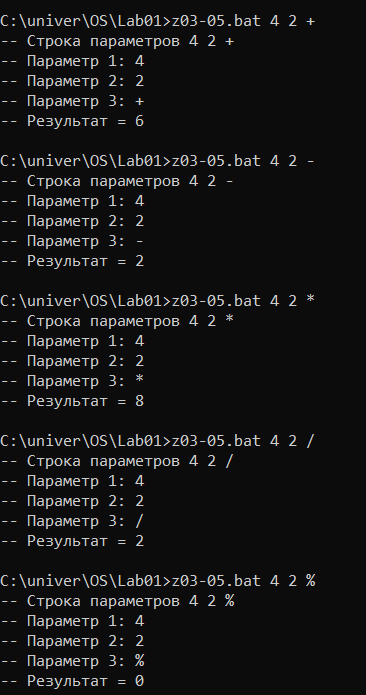 C:\univer\OS\Lab01>z03-05.bat 4 2 +
-- Строка параметров 4 2 +
-- Параметр 1: 4
-- Параметр 2: 2
-- Параметр 3: +
-- Результат = 6
C:\univer\OS\Lab01>z03-05.bat 4 2 -
-- Строка параметров 4 2 -
-- Параметр 1: 4
-- Параметр 2: 2
-- Параметр 3: -
-- Результат = 2
C:\univer\OS\Lab01>z03-05.bat 4 2 *
-- Строка параметров 4 2 *
-- Параметр 1: 4
-- Параметр 2: 2
-- Параметр 3: *
-- Результат = 8
C:\univer\OS\Lab01>z03-05.bat 4 2 /
-- Строка параметров 4 2 /
-- Параметр 1: 4
-- Параметр 2: 2
-- Параметр 3: /
-- Результат = 2
C:\univer\OS\Lab01>z03-05.bat 4 2 %
-- Строка параметров 4 2 %
-- Параметр 1: 4
-- Параметр 2: 2
-- Параметр 3: %
-- Результат = 0